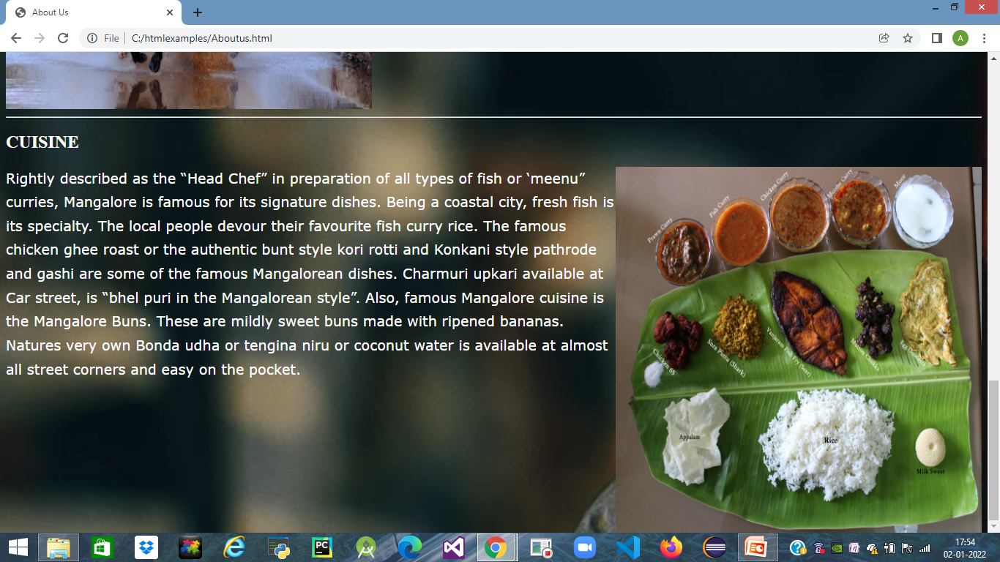 About Us
File
C:/htmlexamples/Aboutus.html
A
CUISINE
Rightly described as the “Head Chef” in preparation of all types of fish or ‘meenu”
curries, Mangalore is famous for its signature dishes. Being a coastal city, fresh fish is
its specialty. The local people devour their favourite fish curry rice. The famous
chicken ghee roast or the authentic bunt style kori rotti and Konkani style pathrode
and gashi are some of the famous Mangalorean dishes. Charmuri upkari available at
Car street, is “bhel puri in the Mangalorean style”. Also, famous Mangalore cuisine is
the Mangalore Buns. These are mildly sweet buns made with ripened bananas.
Natures very own Bonda udha or tengina niru or coconut water is available at almost
all street corners and easy on the pocket.
Prawn Curry
Fish Curry
Chicken Curry
Mutton Curry
Moor
Chicken 65
Sura Puttu (Shark)
Vanjaram Fish Fry (Seer)
Mutton Chukka
Appalam
Rice
Milk Sweet
PC
17:54
02-01-2022